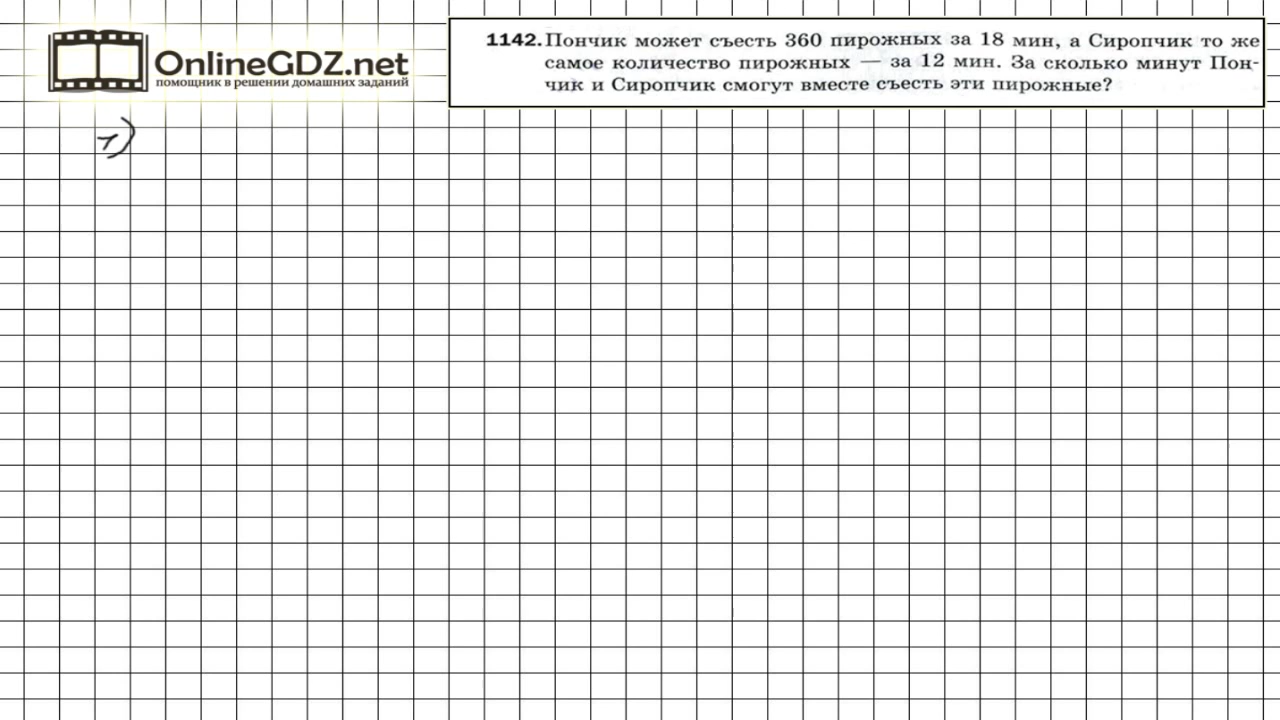 OnlineGDZ.net
помощник в решении домашних заданий
1142. Пончик может съесть 360 пирожных за 18 мин, а Сиропчик то же
самое количество пирожных — за 12 мин. За сколько минут Пон-
чик и Сиропчик смогут вместе съесть эти пирожные?
1)